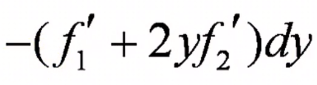 −(f₁′ + 2yf₂′)dy